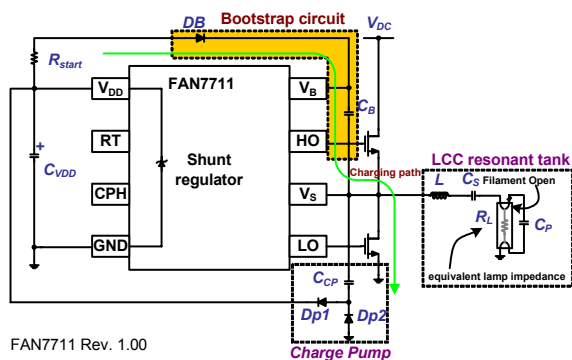 Bootstrap circuit
DB
VDC
Rstart
FAN7711
VDD
VB
CB
RT
HO
LCC resonant tank
Shunt
regulator
Charging path
L
CS
Filament Open
CVDD
+
CPH
VS
RL
CP
GND
LO
CCP
equivalent lamp impedance
Dp1
Dp2
FAN7711 Rev. 1.00
Charge Pump